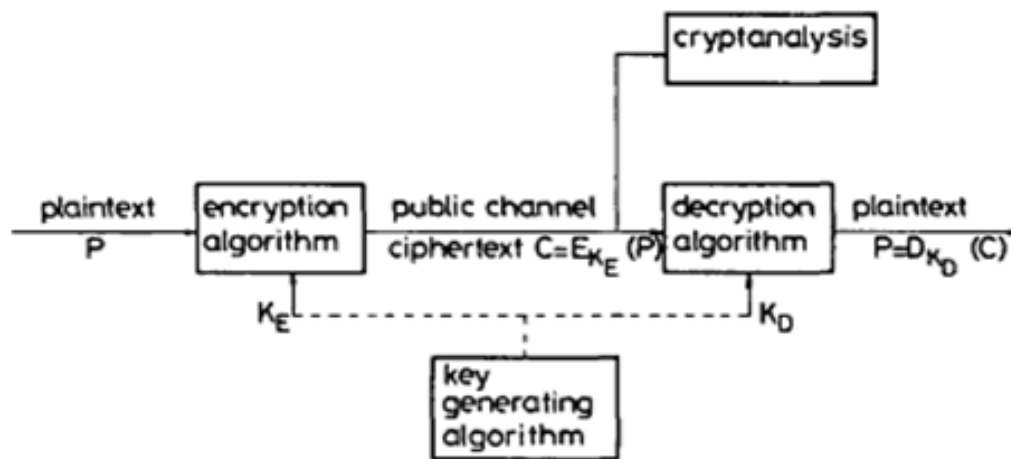 cryptanalysis
plaintext
P
encryption
algorithm
public channel
ciphertext C=E_{K_E} (P)
decryption
algorithm
plaintext
P=D_{K_D} (C)
K_E
K_D
key
generating
algorithm